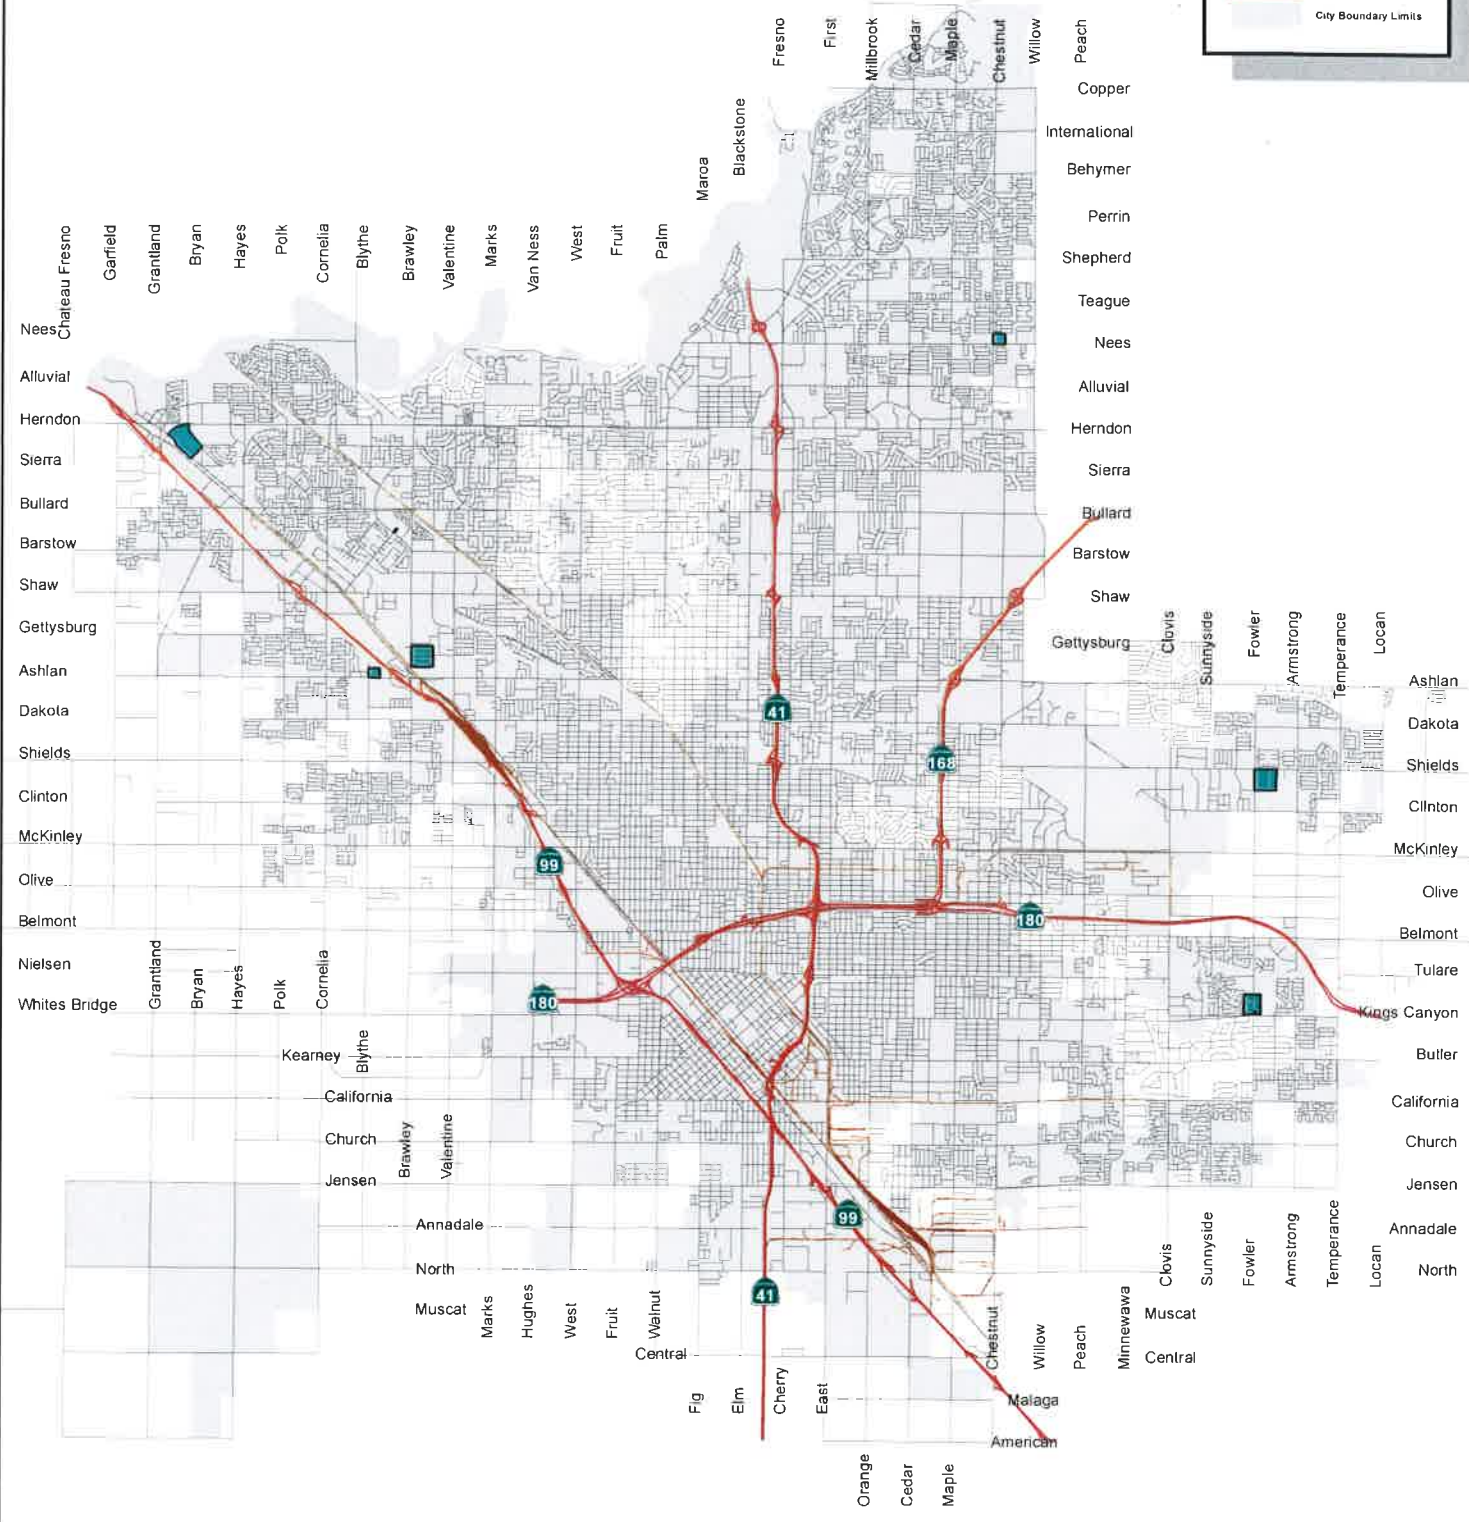 City Boundary Limits
Fresno
First
Millbrook
Cedar
Maple
Chestnut
Willow
Peach
Copper
International
Behymer
Perrin
Shepherd
Teague
Nees
Alluvial
Herndon
Sierra
Bullard
Barstow
Shaw
Gettysburg
Maroa
Blackstone
Chateau Fresno
Garfield
Grantland
Bryan
Hayes
Polk
Cornelia
Blythe
Brawley
Valentine
Marks
Van Ness
West
Fruit
Palm
Nees
Alluvial
Herndon
Sierra
Bullard
Barstow
Shaw
Gettysburg
Ashlan
Dakota
Shields
Clinton
McKinley
Olive
Belmont
Nielsen
Whites Bridge
Clovis
Sunnyside
Fowler
Armstrong
Temperance
Locan
Ashlan
Dakota
Shields
Clinton
McKinley
Olive
Belmont
Tulare
Kings Canyon
Butler
California
Church
Jensen
Annadale
North
41
168
99
180
180
99
41
Grantland
Bryan
Hayes
Polk
Cornelia
Blythe
Kearney
California
Church
Jensen
Brawley
Valentine
Annadale
North
Muscat
Marks
Hughes
West
Fruit
Walnut
Central
Fig
Elm
Cherry
East
Orange
Cedar
Maple
Chestnut
Willow
Peach
Minnewawa
Clovis
Sunnyside
Fowler
Armstrong
Temperance
Locan
Muscat
Central
Malaga
American